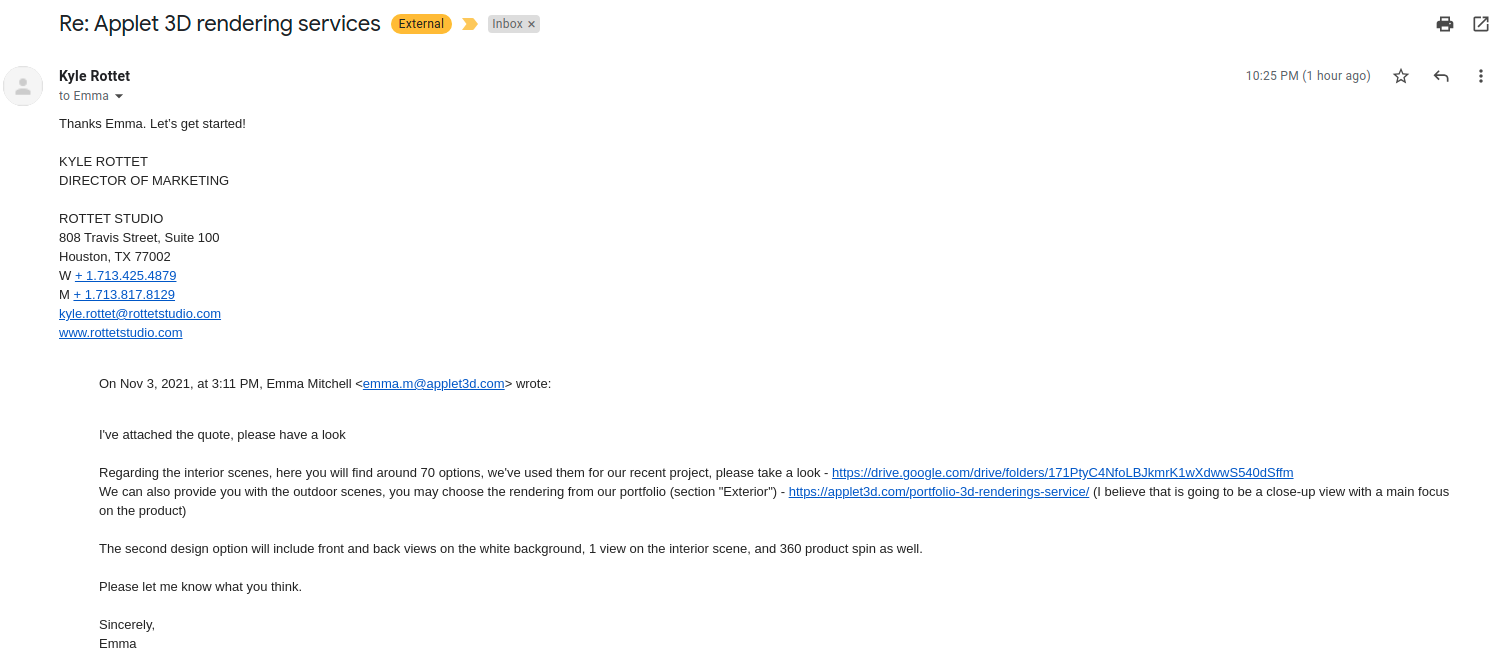 Re: Applet 3D rendering services External Inbox ×
Kyle Rottet 10:25 PM (1 hour ago)
to Emma
Thanks Emma. Let’s get started!
KYLE ROTTET
DIRECTOR OF MARKETING
ROTTET STUDIO
808 Travis Street, Suite 100
Houston, TX 77002
W + 1.713.425.4879
M + 1.713.817.8129
kyle.rottet@rottetstudio.com
www.rottetstudio.com
On Nov 3, 2021, at 3:11 PM, Emma Mitchell <emma.m@applet3d.com> wrote:
I've attached the quote, please have a look
Regarding the interior scenes, here you will find around 70 options, we've used them for our recent project, please take a look - https://drive.google.com/drive/folders/171PtyC4NfoLBJkmrK1wXdwwS540dSffm
We can also provide you with the outdoor scenes, you may choose the rendering from our portfolio (section "Exterior") - https://applet3d.com/portfolio-3d-renderings-service/ (I believe that is going to be a close-up view with a main focus
on the product)
The second design option will include front and back views on the white background, 1 view on the interior scene, and 360 product spin as well.
Please let me know what you think.
Sincerely,
Emma